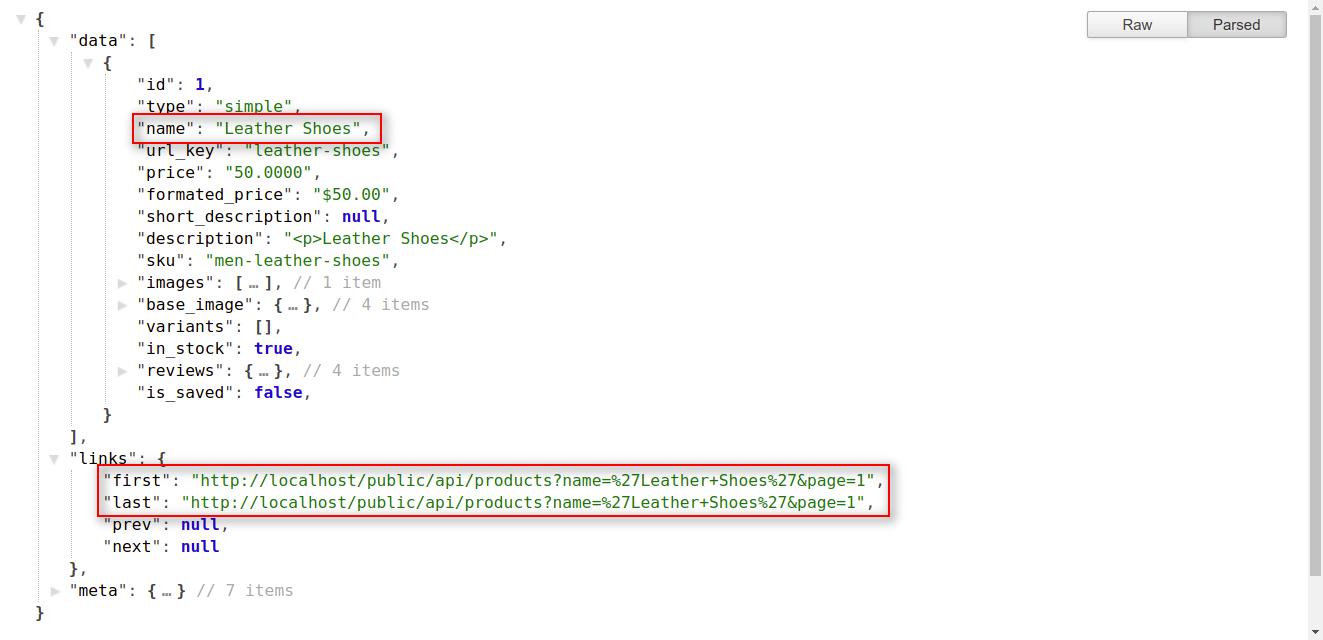 Raw Parsed
{
"data": [
{
"id": 1,
"type": "simple",
"name": "Leather Shoes",
"url_key": "leather-shoes",
"price": "50.0000",
"formated_price": "$50.00",
"short_description": null,
"description": "<p>Leather Shoes</p>",
"sku": "men-leather-shoes",
"images": [ … ], // 1 item
"base_image": { … }, // 4 items
"variants": [],
"in_stock": true,
"reviews": { … }, // 4 items
"is_saved": false,
}
],
"links": {
"first": "http://localhost/public/api/products?name=%27Leather+Shoes%27&page=1",
"last": "http://localhost/public/api/products?name=%27Leather+Shoes%27&page=1",
"prev": null,
"next": null
},
"meta": { … } // 7 items
}